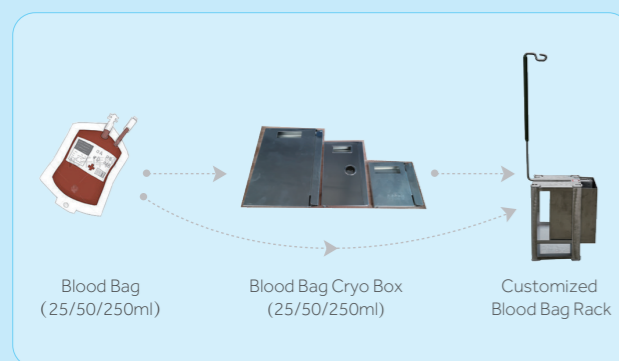 Blood Bag
(25/50/250ml)
Blood Bag Cryo Box
(25/50/250ml)
Customized
Blood Bag Rack